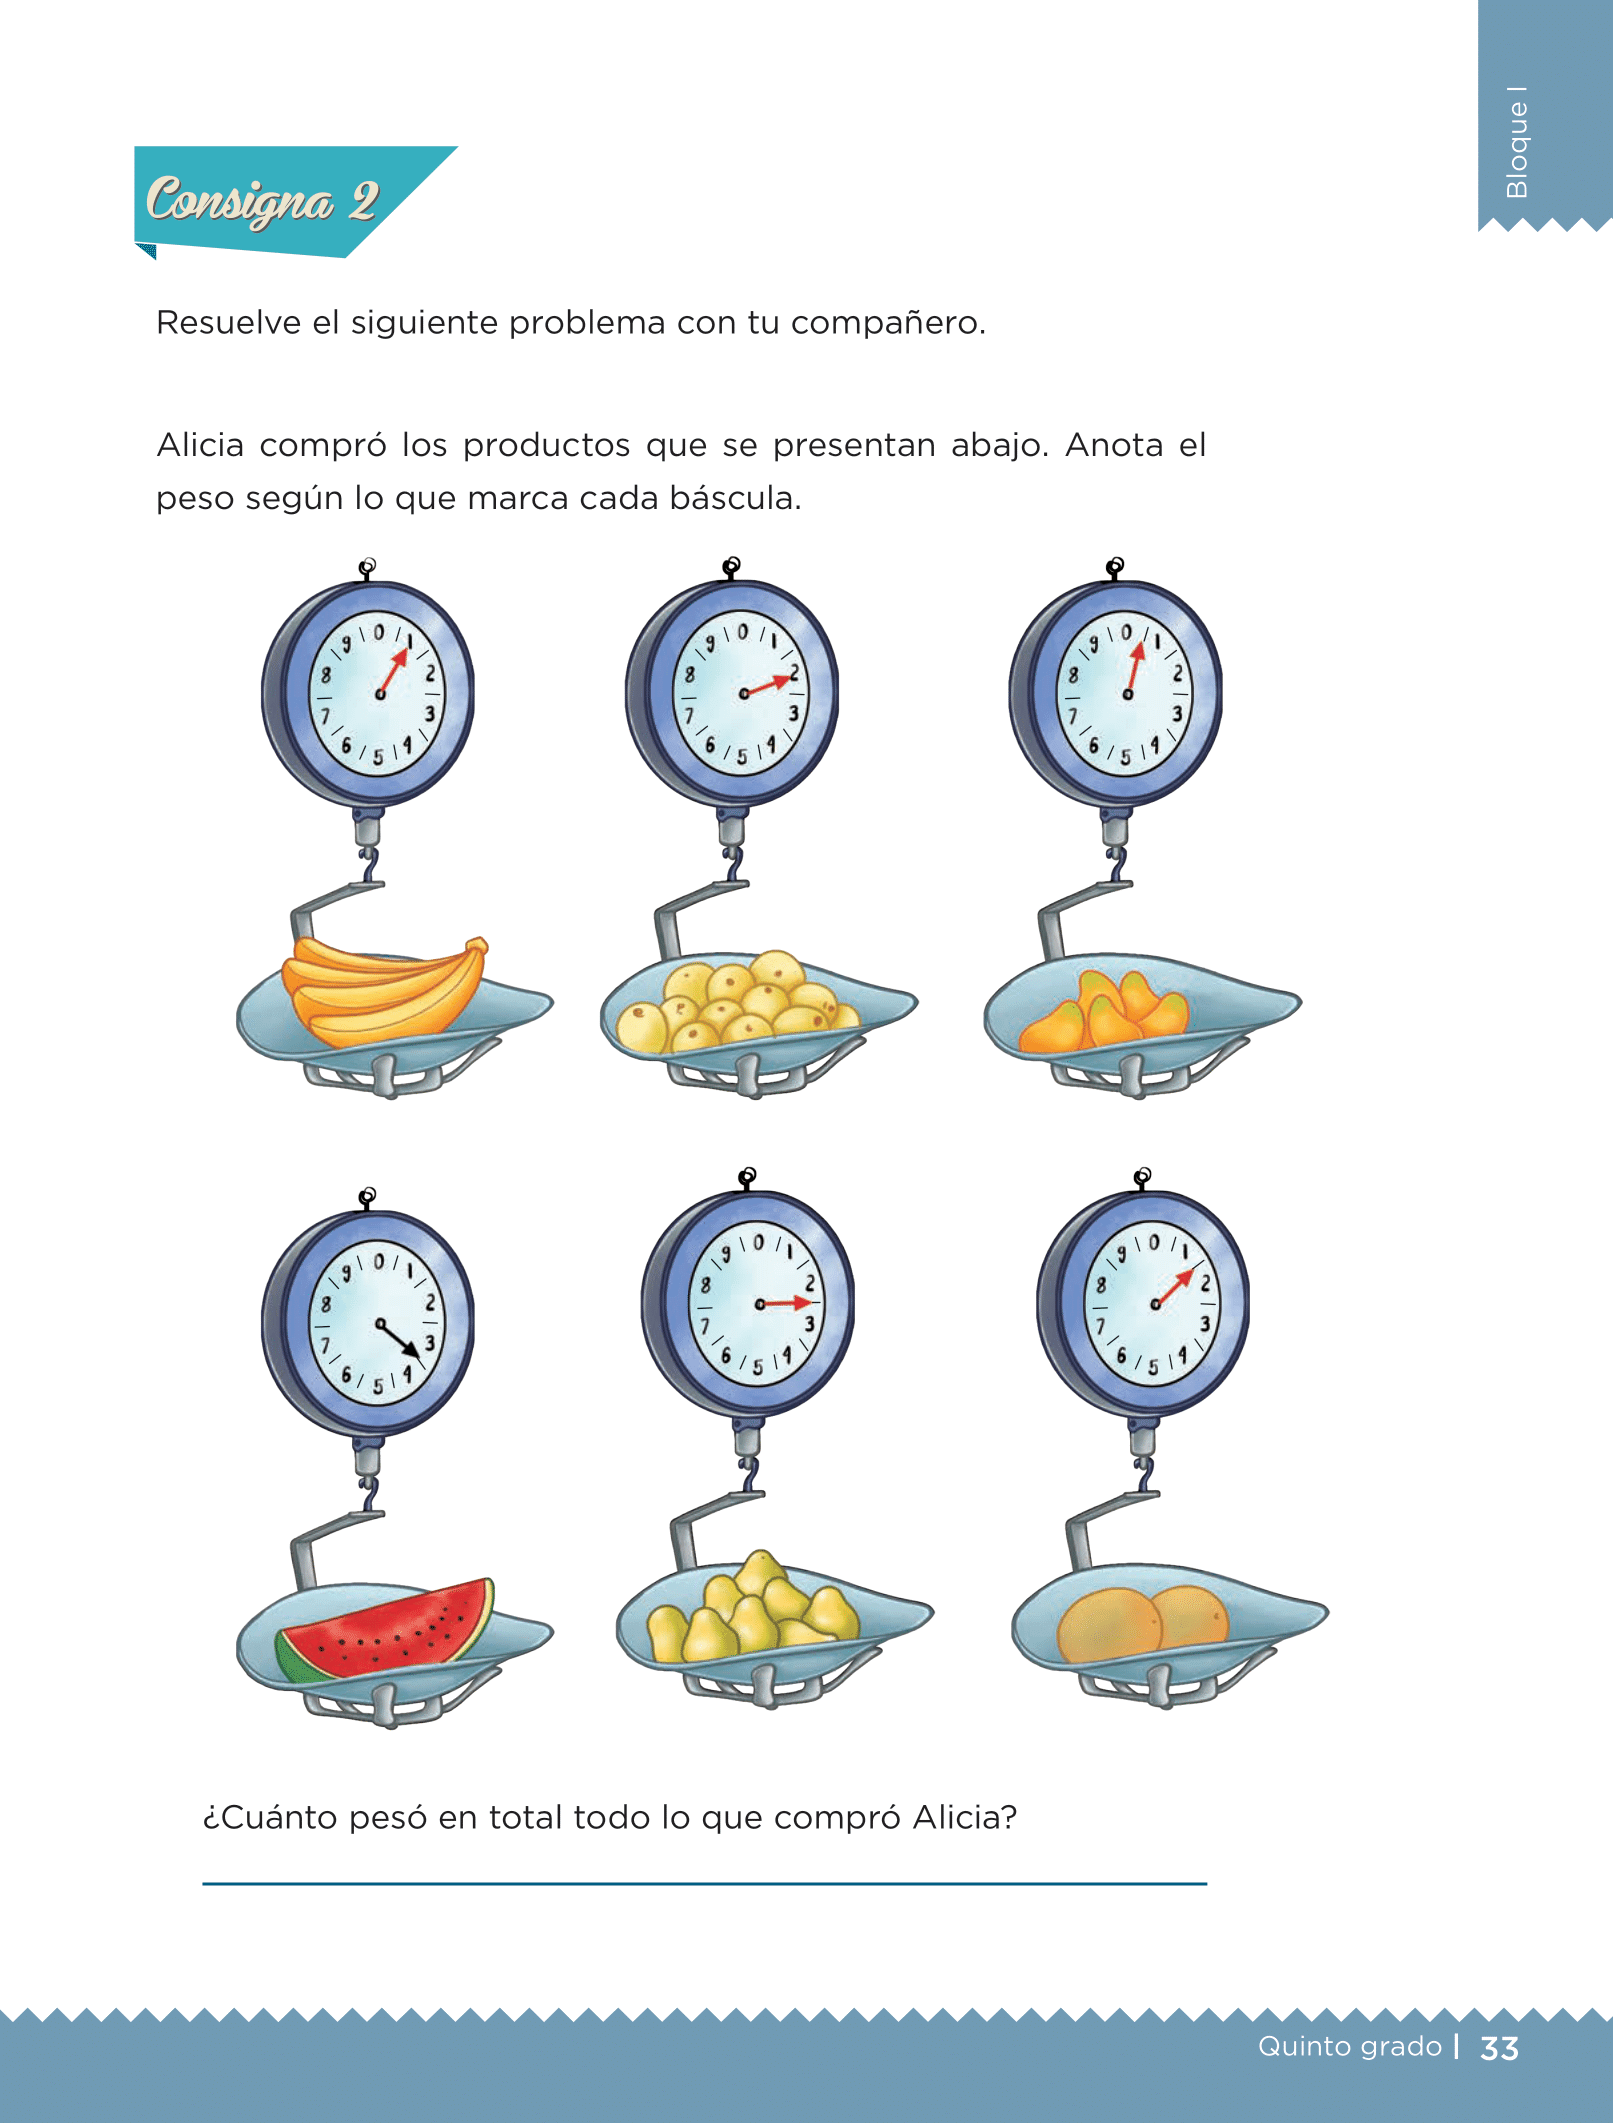 Bloque I
Consigna 2
Resuelve el siguiente problema con tu compañero.
Alicia compró los productos que se presentan abajo. Anota el
peso según lo que marca cada báscula.
0 1 2 3 4 5 6 7 8 9
0 1 2 3 4 5 6 7 8 9
0 1 2 3 4 5 6 7 8 9
0 1 2 3 4 5 6 7 8 9
0 1 2 3 4 5 6 7 8 9
0 1 2 3 4 5 6 7 8 9
¿Cuánto pesó en total todo lo que compró Alicia?
Quinto grado | 33